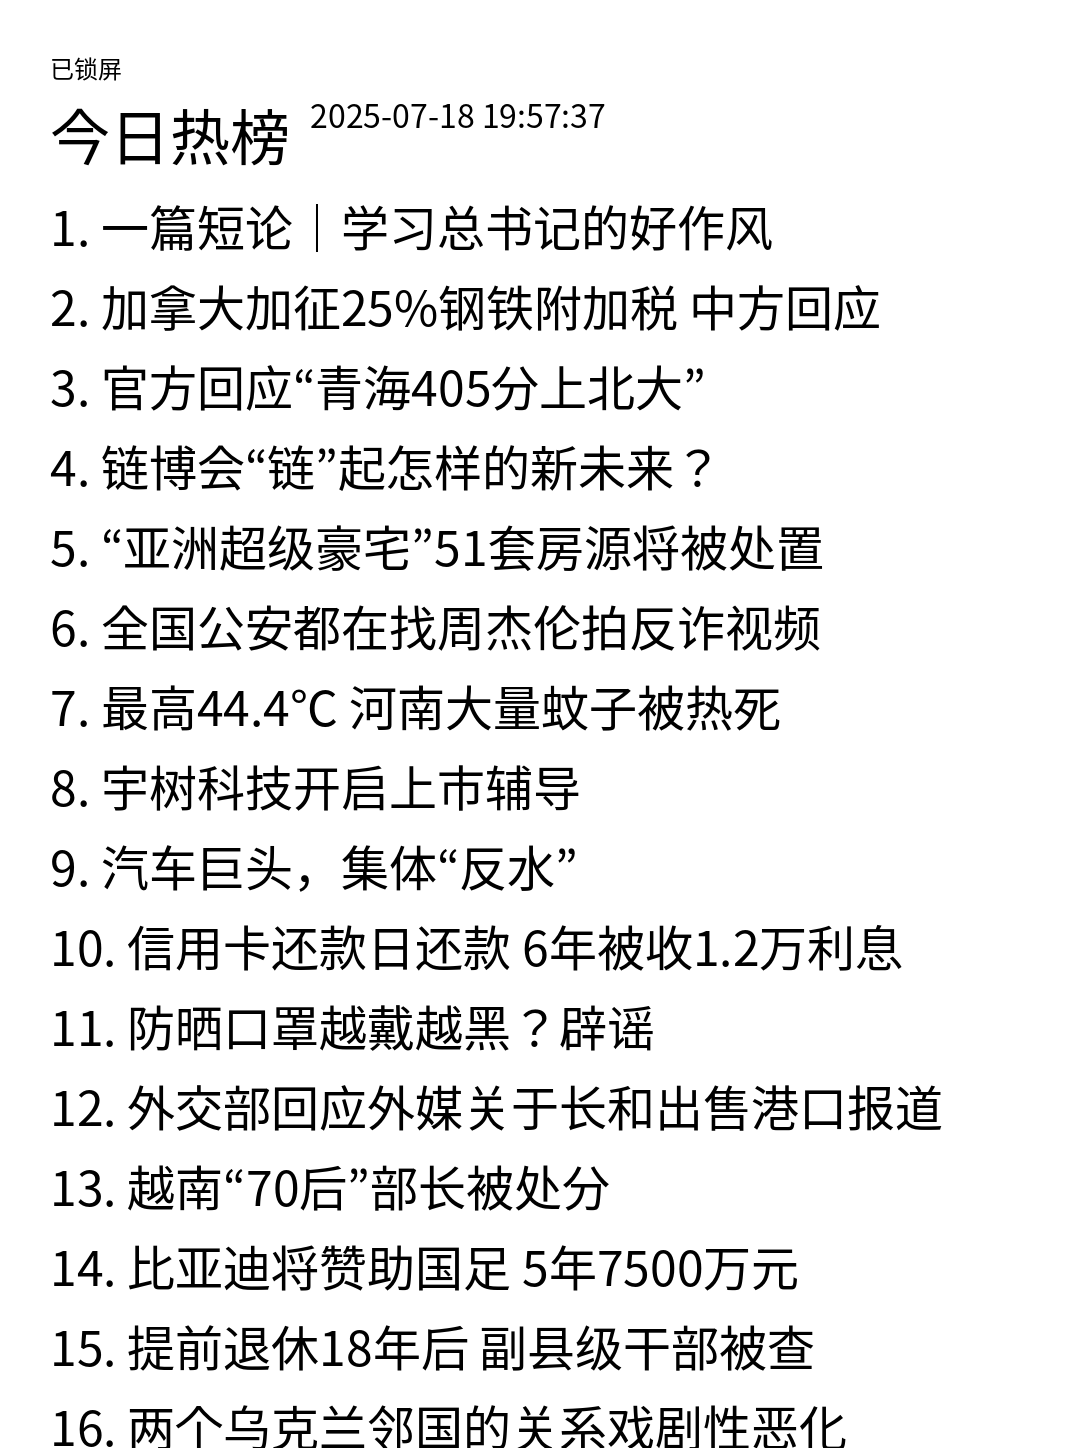 已锁屏
今日热榜 2025-07-18 19:57:37
1. 一篇短论｜学习总书记的好作风
2. 加拿大加征25%钢铁附加税 中方回应
3. 官方回应“青海405分上北大”
4. 链博会“链”起怎样的新未来？
5. “亚洲超级豪宅”51套房源将被处置
6. 全国公安都在找周杰伦拍反诈视频
7. 最高44.4℃ 河南大量蚊子被热死
8. 宇树科技开启上市辅导
9. 汽车巨头，集体“反水”
10. 信用卡还款日还款 6年被收1.2万利息
11. 防晒口罩越戴越黑？辟谣
12. 外交部回应外媒关于长和出售港口报道
13. 越南“70后”部长被处分
14. 比亚迪将赞助国足 5年7500万元
15. 提前退休18年后 副县级干部被查
16. 两个乌克兰邻国的关系戏剧性恶化